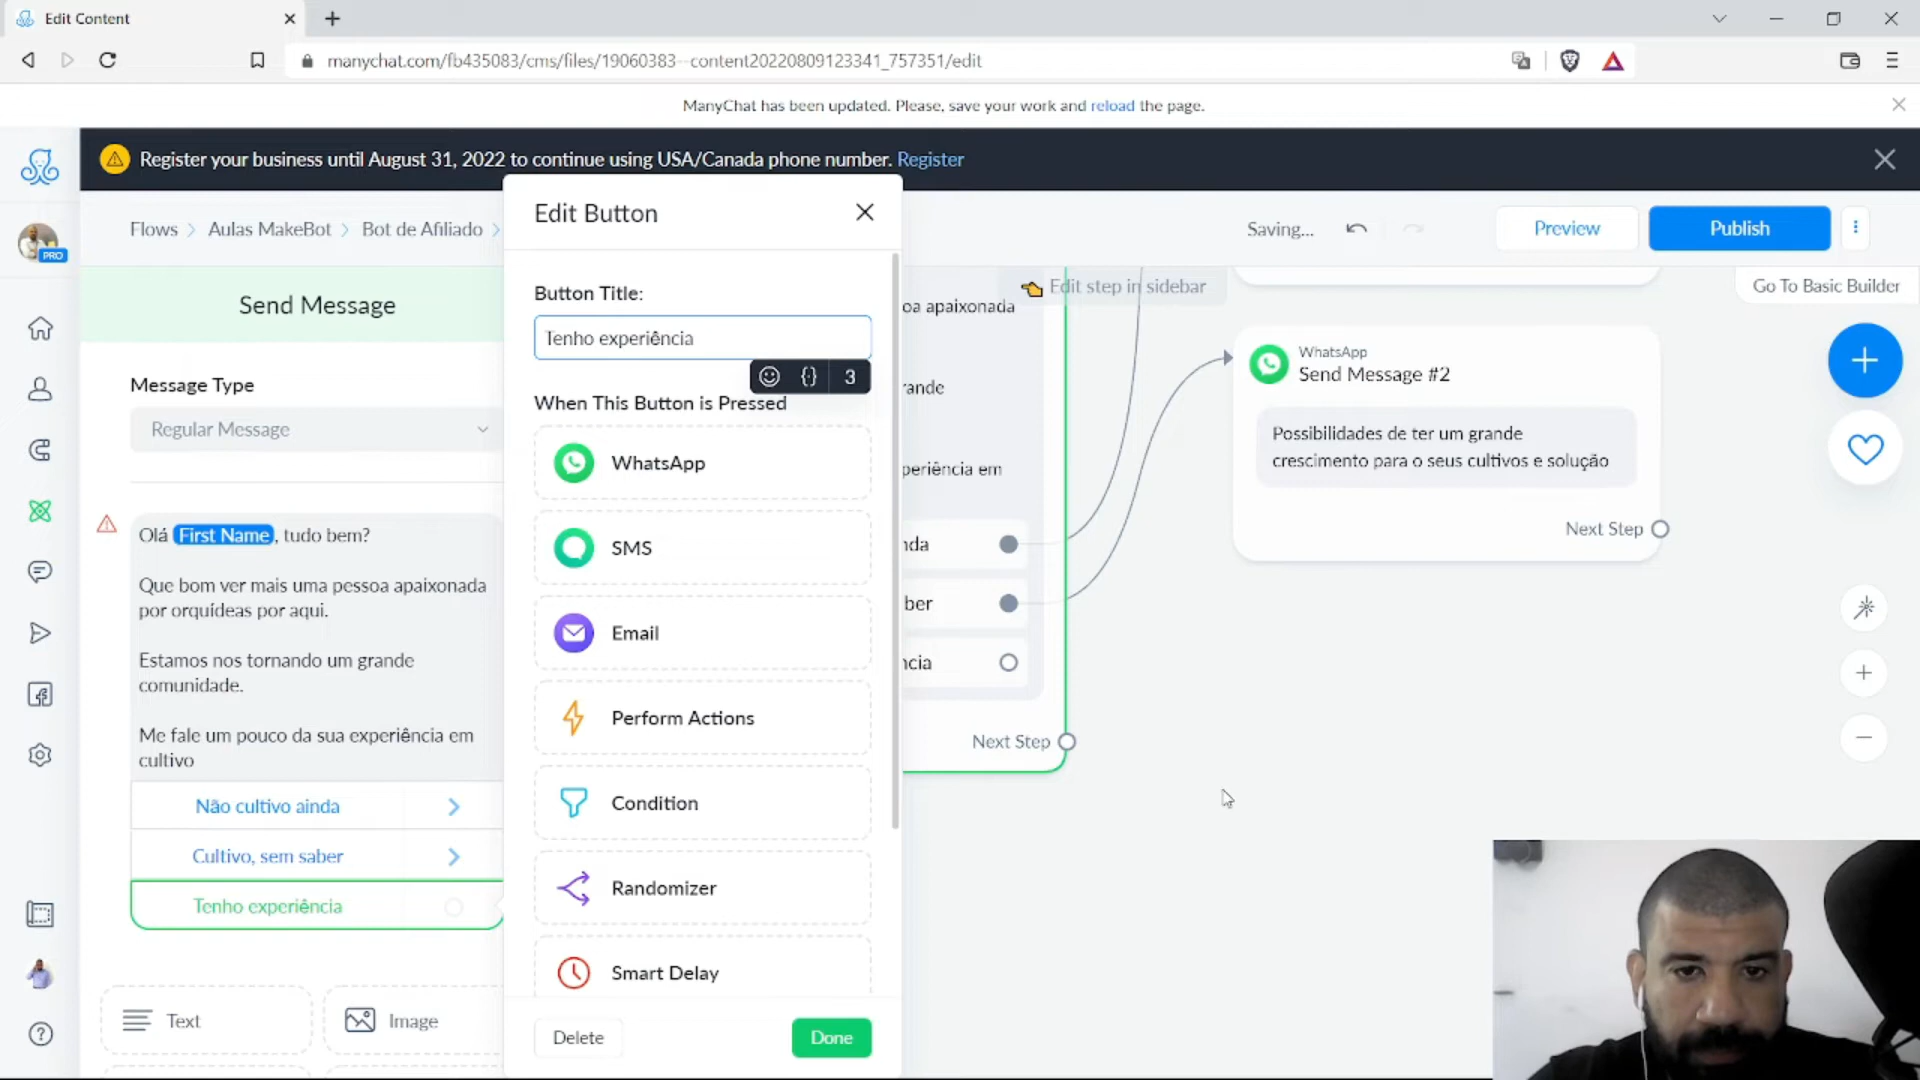 Edit Content
manychat.com/fb435083/cms/files/19060383--content20220809123341_757351/edit
ManyChat has been updated. Please, save your work and reload the page.
Register your business until August 31, 2022 to continue using USA/Canada phone number. Register
PRO
Flows
Aulas MakeBot
Bot de Afiliado
Saving...
Preview
Publish
Go To Basic Builder
Send Message
Message Type
Regular Message
Olá First Name, tudo bem?
Que bom ver mais uma pessoa apaixonada
por orquídeas por aqui.
Estamos nos tornando um grande
comunidade.
Me fale um pouco da sua experiência em
cultivo
Não cultivo ainda
Cultivo, sem saber
Tenho experiência
Text
Image
Edit Button
Button Title:
Tenho experiência
3
When This Button is Pressed
WhatsApp
SMS
Email
Perform Actions
Condition
Randomizer
Smart Delay
Delete
Done
Edit step in sidebar
oa apaixonada
rande
periência em
nda
ber
ncia
Next Step
WhatsApp
Send Message #2
Possibilidades de ter um grande
crescimento para o seus cultivos e solução
Next Step